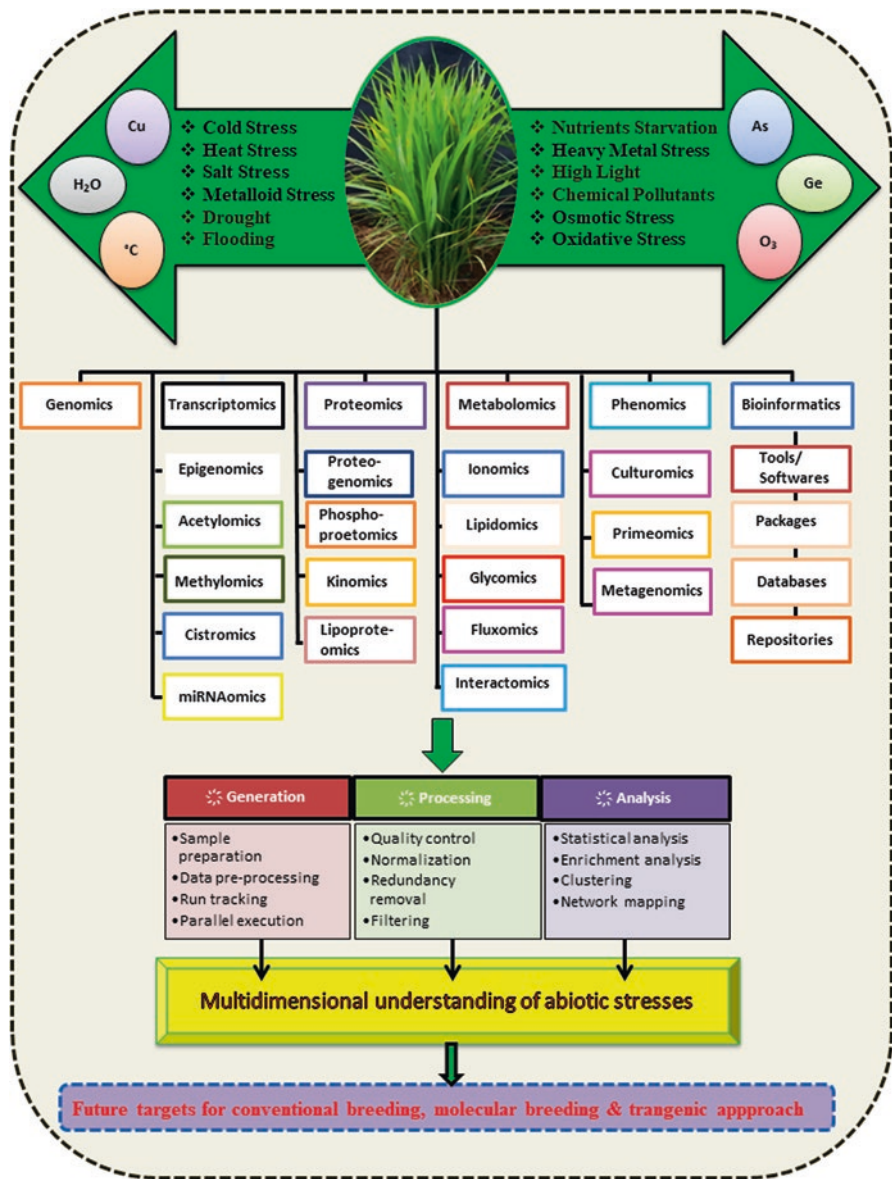 Cu
H₂O
°C
❖ Cold Stress
❖ Heat Stress
❖ Salt Stress
❖ Metalloid Stress
❖ Drought
❖ Flooding
❖ Nutrients Starvation
❖ Heavy Metal Stress
❖ High Light
❖ Chemical Pollutants
❖ Osmotic Stress
❖ Oxidative Stress
As
Ge
O₃
Genomics
Transcriptomics
Epigenomics
Acetylomics
Methylomics
Cistromics
miRNAomics
Proteomics
Proteo-
genomics
Phospho-
proetomics
Kinomics
Lipoprote-
omics
Metabolomics
Ionomics
Lipidomics
Glycomics
Fluxomics
Interactomics
Phenomics
Culturomics
Primeomics
Metagenomics
Bioinformatics
Tools/
Softwares
Packages
Databases
Repositories
Generation
•Sample
preparation
•Data pre-processing
•Run tracking
•Parallel execution
Processing
•Quality control
•Normalization
•Redundancy
removal
•Filtering
Analysis
•Statistical analysis
•Enrichment analysis
•Clustering
•Network mapping
Multidimensional understanding of abiotic stresses
Future targets for conventional breeding, molecular breeding & trangenic appproach